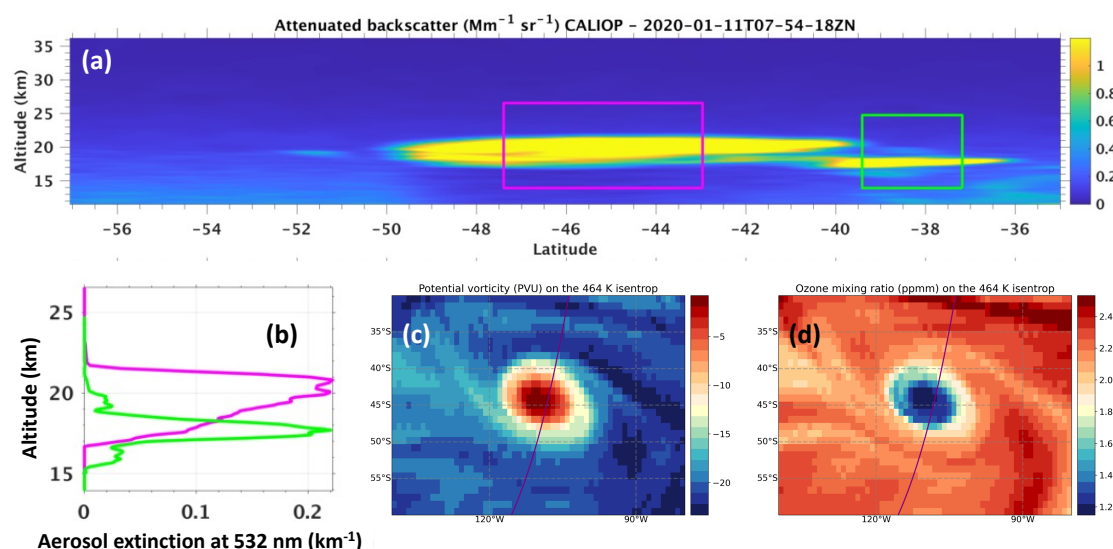 Attenuated backscatter (Mm⁻¹ sr⁻¹) CALIOP – 2020-01-11T07-54-18ZN
(a)
Altitude (km)
35
30
25
20
15
1
0.8
0.6
0.4
0.2
0
−56 −54 −52 −50 −48 −46 −44 −42 −40 −38 −36
Latitude
(b)
Altitude (km)
25
20
15
0 0.1 0.2
Aerosol extinction at 532 nm (km⁻¹)
Potential vorticity (PVU) on the 464 K isentrop
(c)
35°S
40°S
45°S
50°S
55°S
120°W 90°W
−5
−10
−15
−20
Ozone mixing ratio (ppmm) on the 464 K isentrop
(d)
35°S
40°S
45°S
50°S
55°S
120°W 90°W
2.4
2.2
2.0
1.8
1.6
1.4
1.2